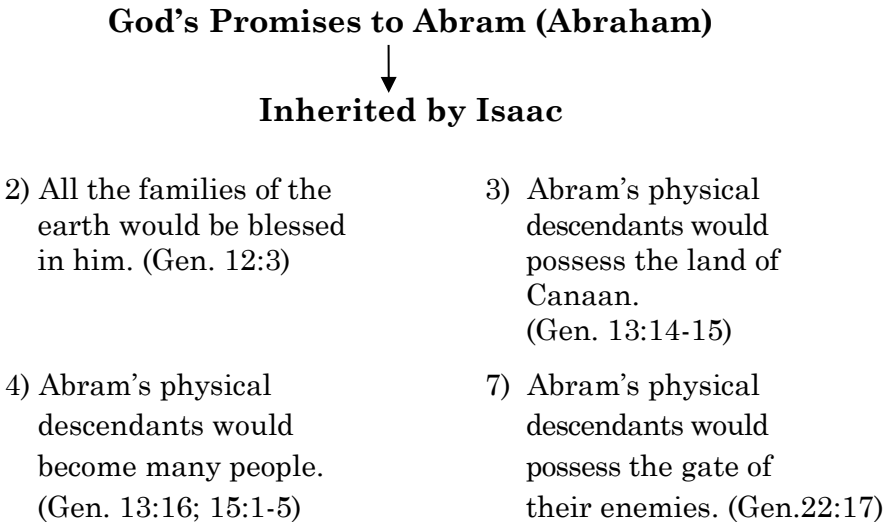 God’s Promises to Abram (Abraham)
Inherited by Isaac
2) All the families of the
earth would be blessed
in him. (Gen. 12:3)
3) Abram’s physical
descendants would
possess the land of
Canaan.
(Gen. 13:14-15)
4) Abram’s physical
descendants would
become many people.
(Gen. 13:16; 15:1-5)
7) Abram’s physical
descendants would
possess the gate of
their enemies. (Gen.22:17)